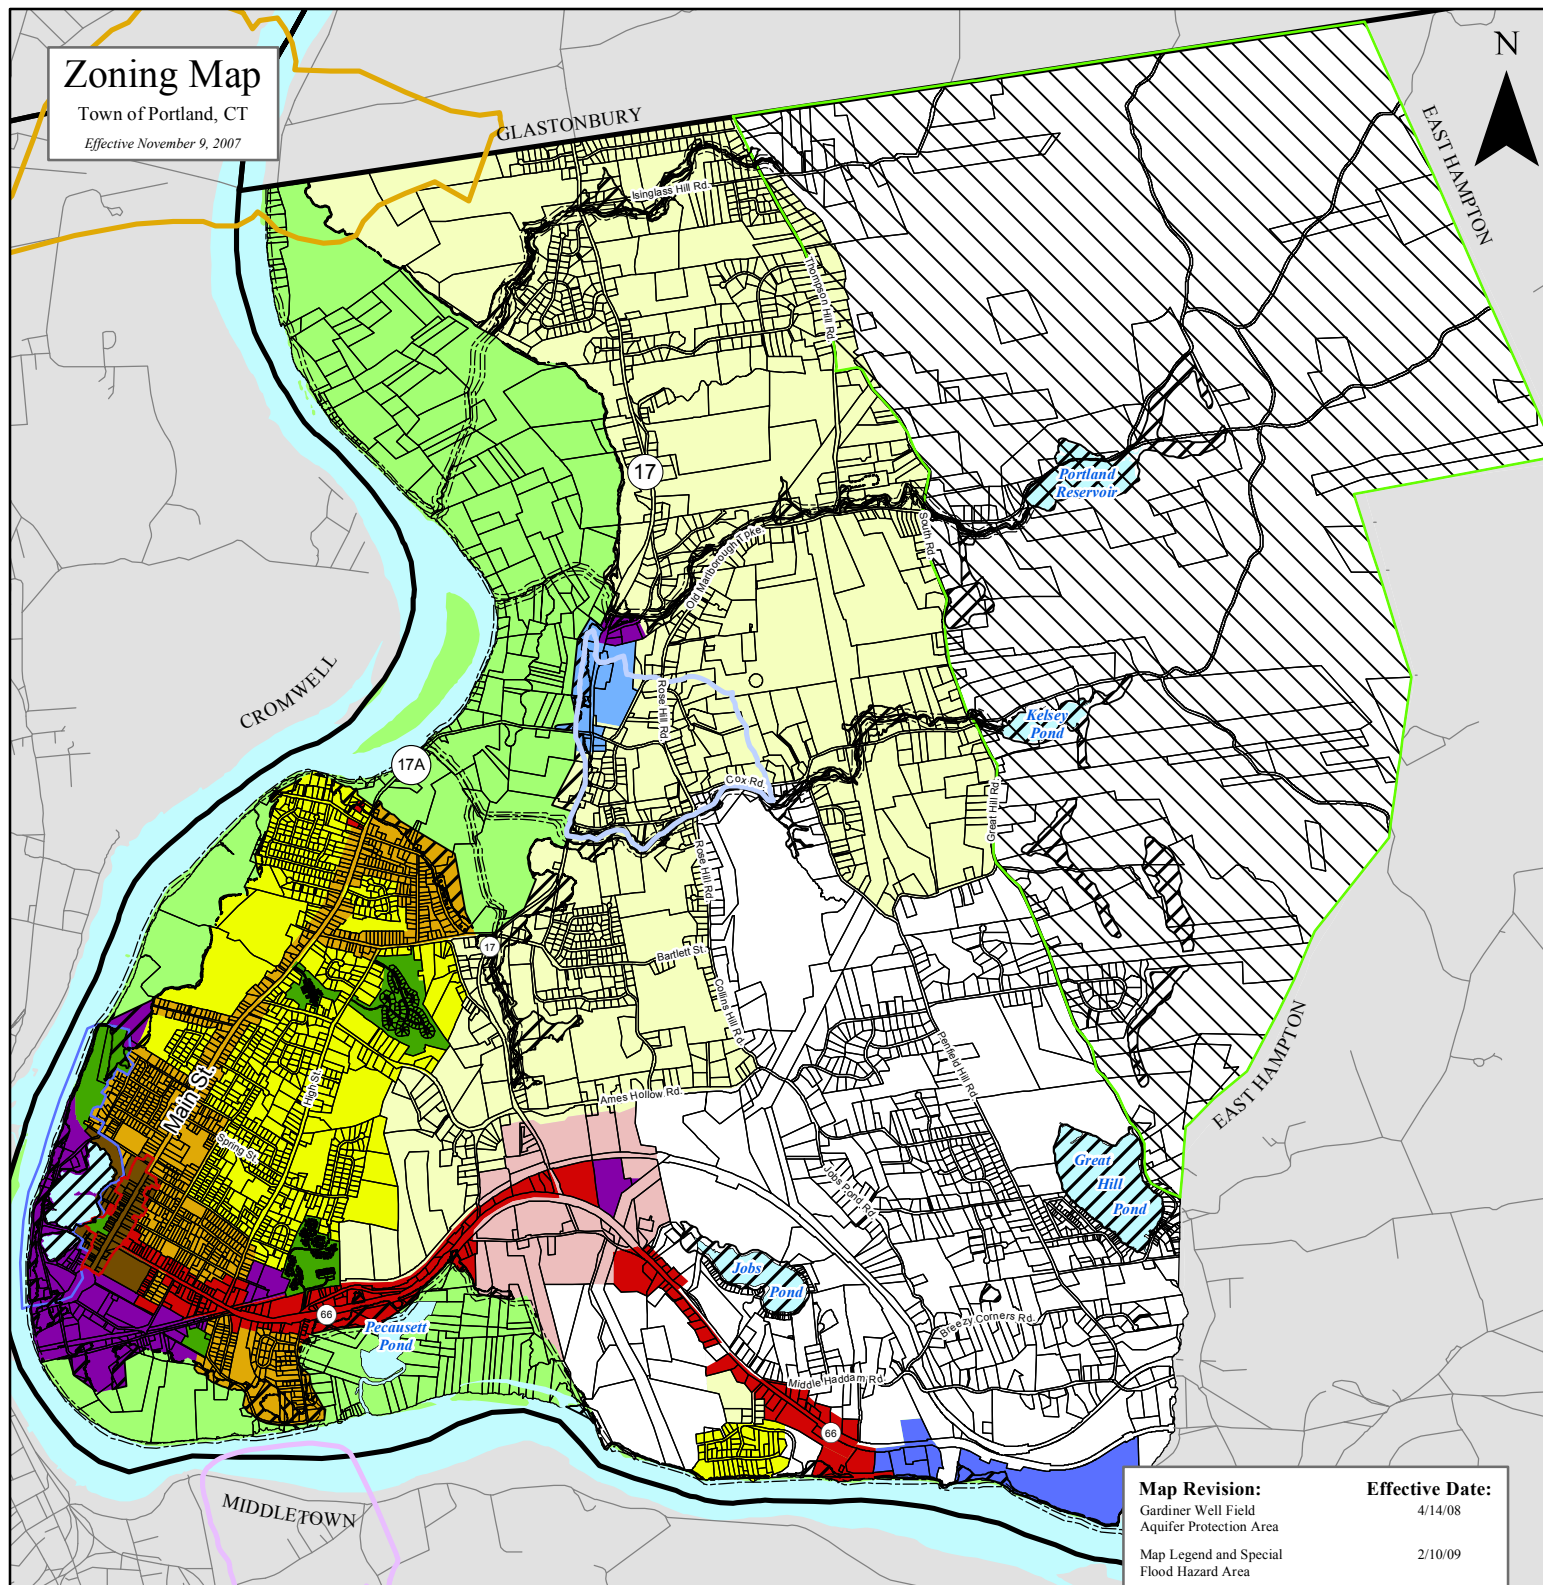 Zoning Map
Town of Portland, CT
Effective November 9, 2007
N
GLASTONBURY
EAST HAMPTON
Isinglass Hill Rd.
Thompson Hill Rd.
17
Portland
Reservoir
South Rd.
Old Marlborough Tpke.
CROMWELL
Rose Hill Rd.
Kelsey
Pond
17A
Cox Rd.
Great Hill Rd.
Rose Hill Rd.
17
Bartlett St.
Collins Hill Rd.
EAST HAMPTON
Penfield Hill Rd.
Main St.
High St.
Ames Hollow Rd.
Spring St.
Great
Hill
Pond
Jobs Pond Rd.
Jobs
Pond
66
Pecausett
Pond
Breezy Corners Rd.
Middle Haddam Rd.
66
MIDDLETOWN
Map Revision: Effective Date:
Gardiner Well Field 4/14/08
Aquifer Protection Area
Map Legend and Special 2/10/09
Flood Hazard Area